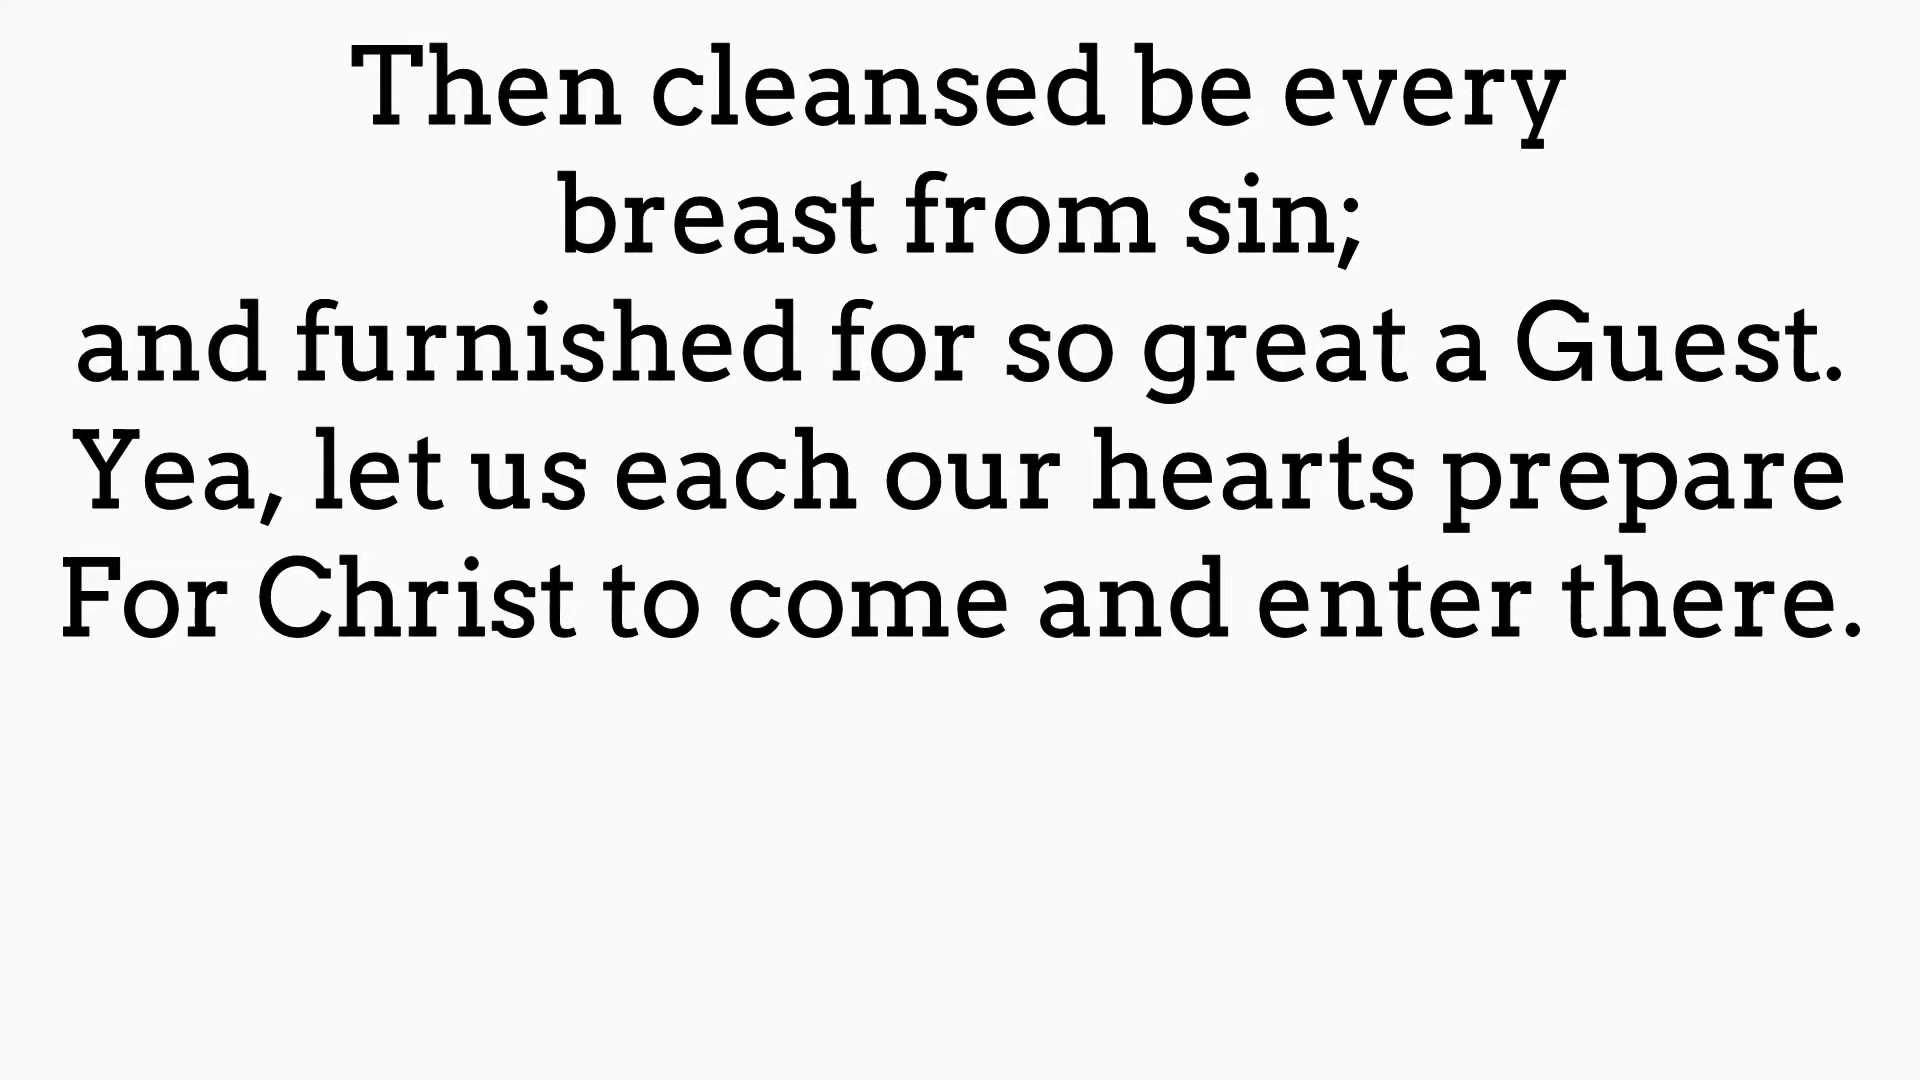 Then cleansed be every
breast from sin;
and furnished for so great a Guest.
Yea, let us each our hearts prepare
For Christ to come and enter there.